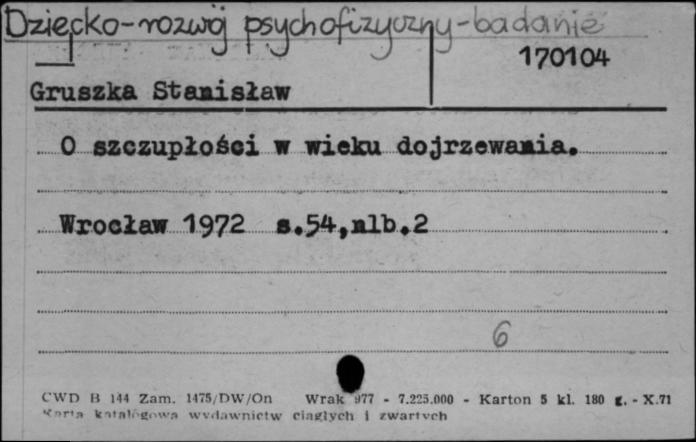 Dziecko-rozwój psychofizyczny-badanie
170104
Gruszka Stanisław
O szczupłości w wieku dojrzewania.
Wrocław 1972 s.54,nlb.2
6
CWD B 144 Zam. 1475/DW/On Wrak 977 - 7.225.000 - Karton 5 kl. 180 g. - X.71
Karta katalogowa wydawnictw ciągłych i zwartych